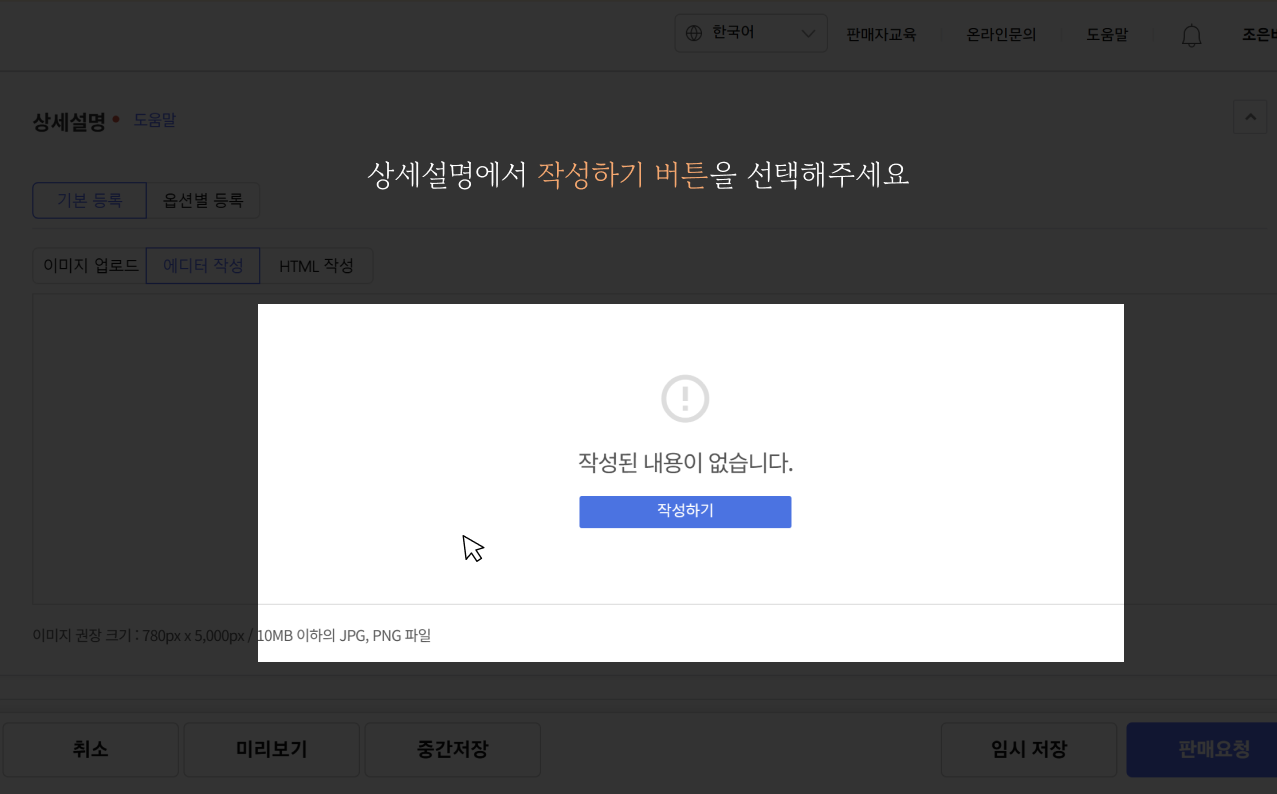 한국어
판매자교육
온라인문의
도움말
상세설명 도움말
상세설명에서 작성하기 버튼을 선택해주세요
기본 등록
옵션별 등록
이미지 업로드
에디터 작성
HTML 작성
작성된 내용이 없습니다.
작성하기
이미지 권장 크기 : 780px x 5,000px / 10MB 이하의 JPG, PNG 파일
취소
미리보기
중간저장
임시 저장
판매요청